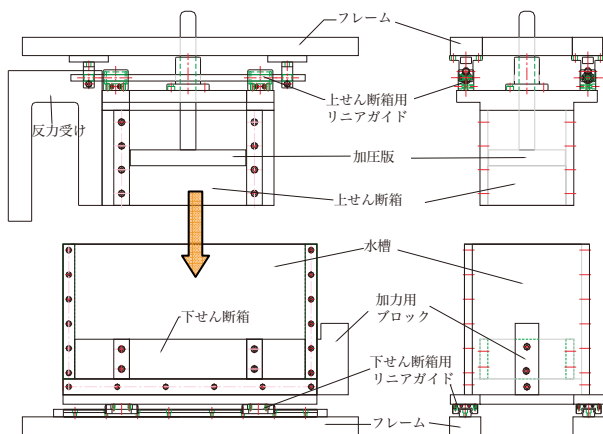 フレーム
上せん断箱用
リニアガイド
反力受け
加圧版
上せん断箱
水槽
加力用
ブロック
下せん断箱
下せん断箱用
リニアガイド
フレーム